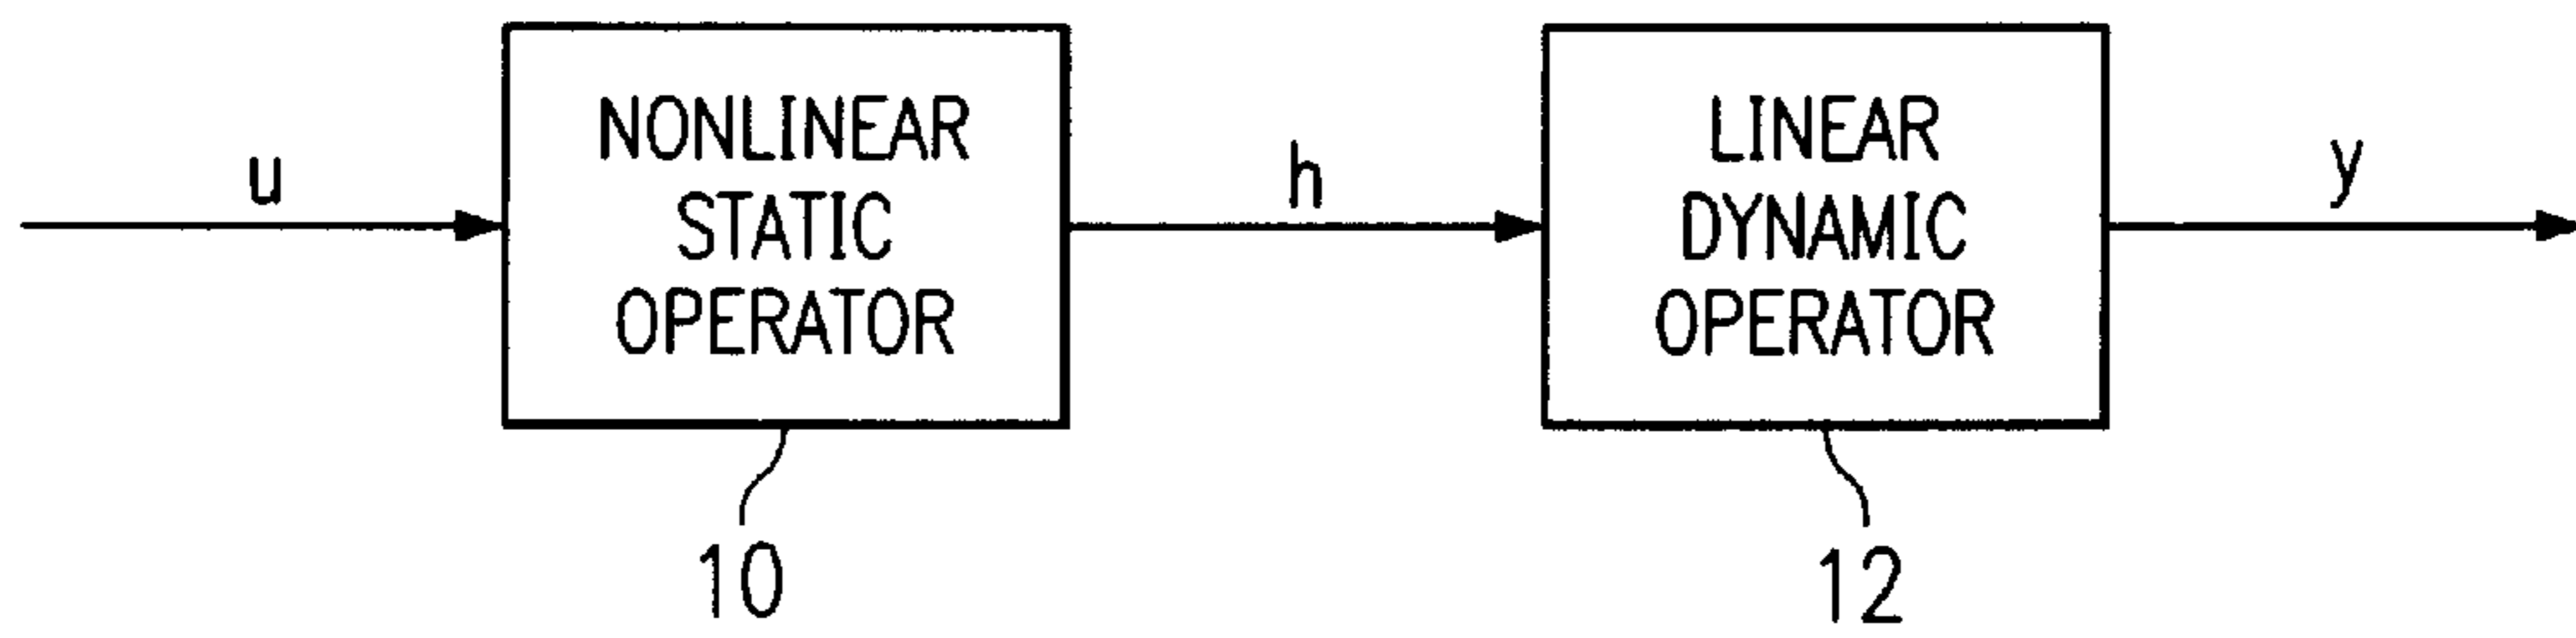 u
NONLINEAR
STATIC
OPERATOR
h
LINEAR
DYNAMIC
OPERATOR
y
10
12